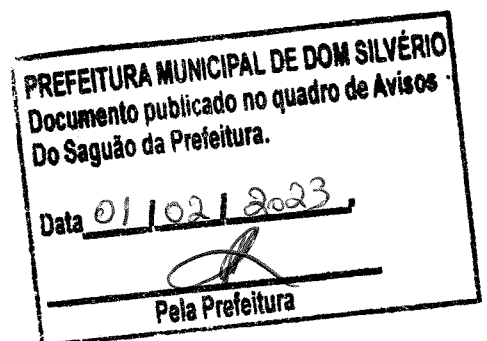 PREFEITURA MUNICIPAL DE DOM SILVÉRIO
Documento publicado no quadro de Avisos
Do Saguão da Prefeitura.
Data 01/02/2023.
Pela Prefeitura